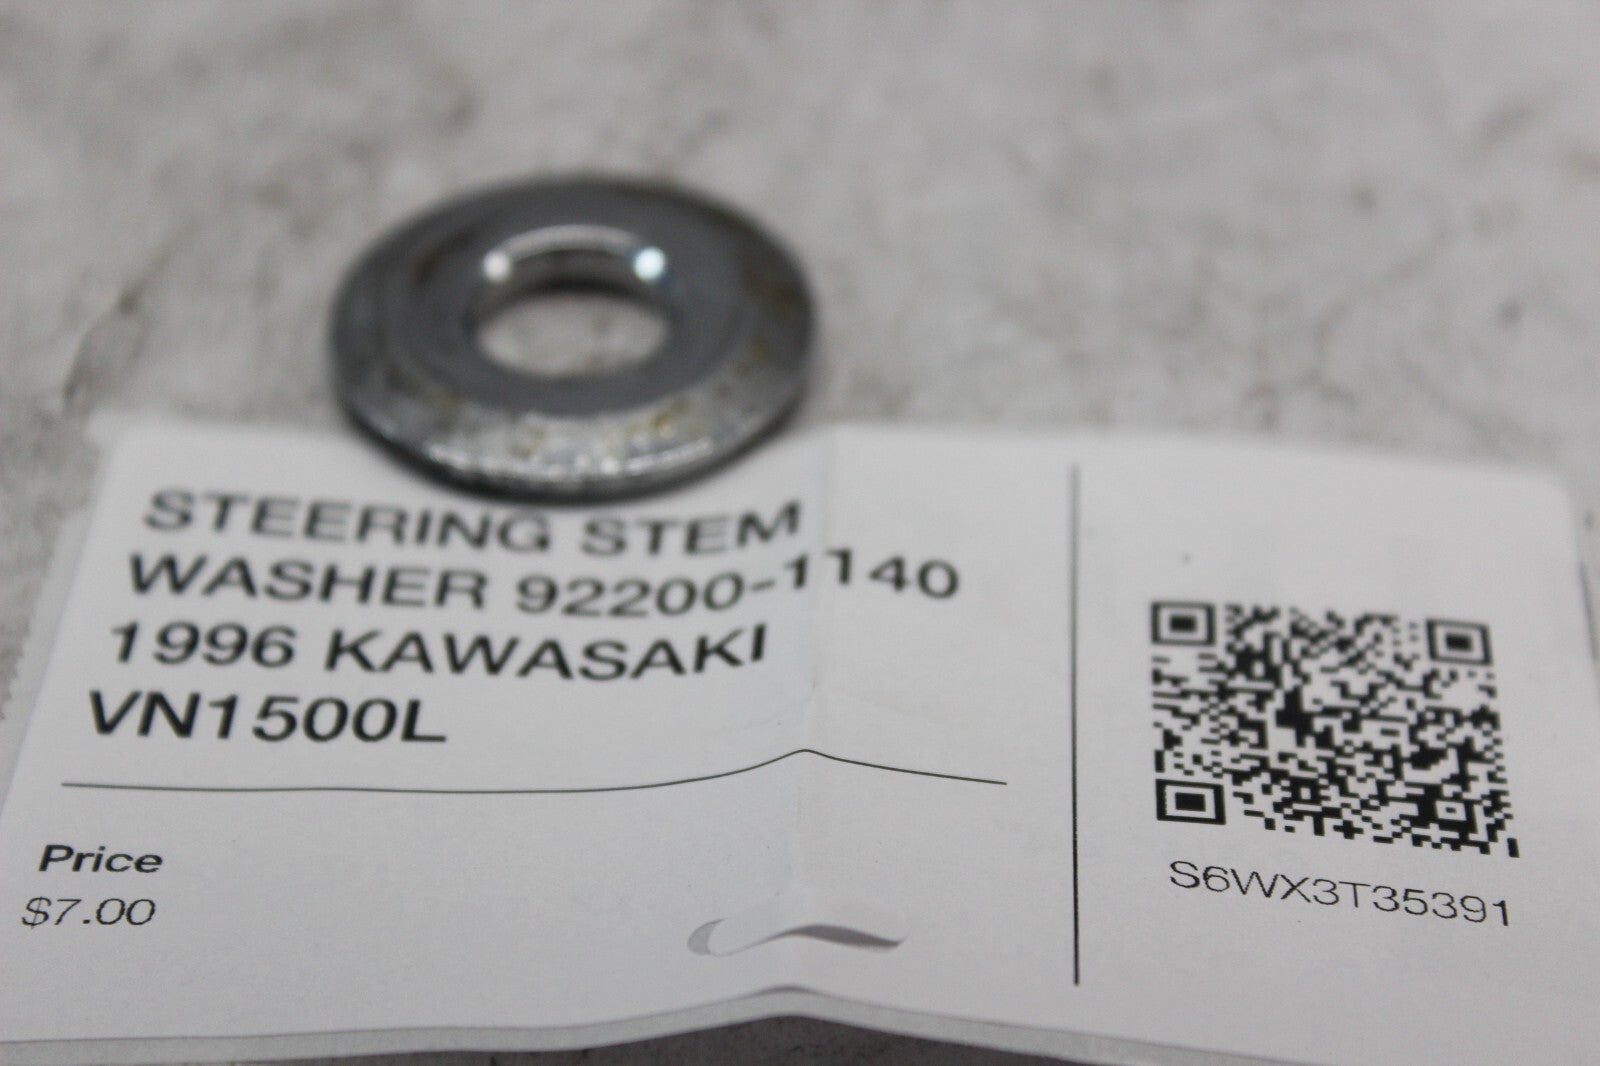 STEERING STEM
WASHER 92200-1140
1996 KAWASAKI
VN1500L
Price
$7.00
S6WX3T35391